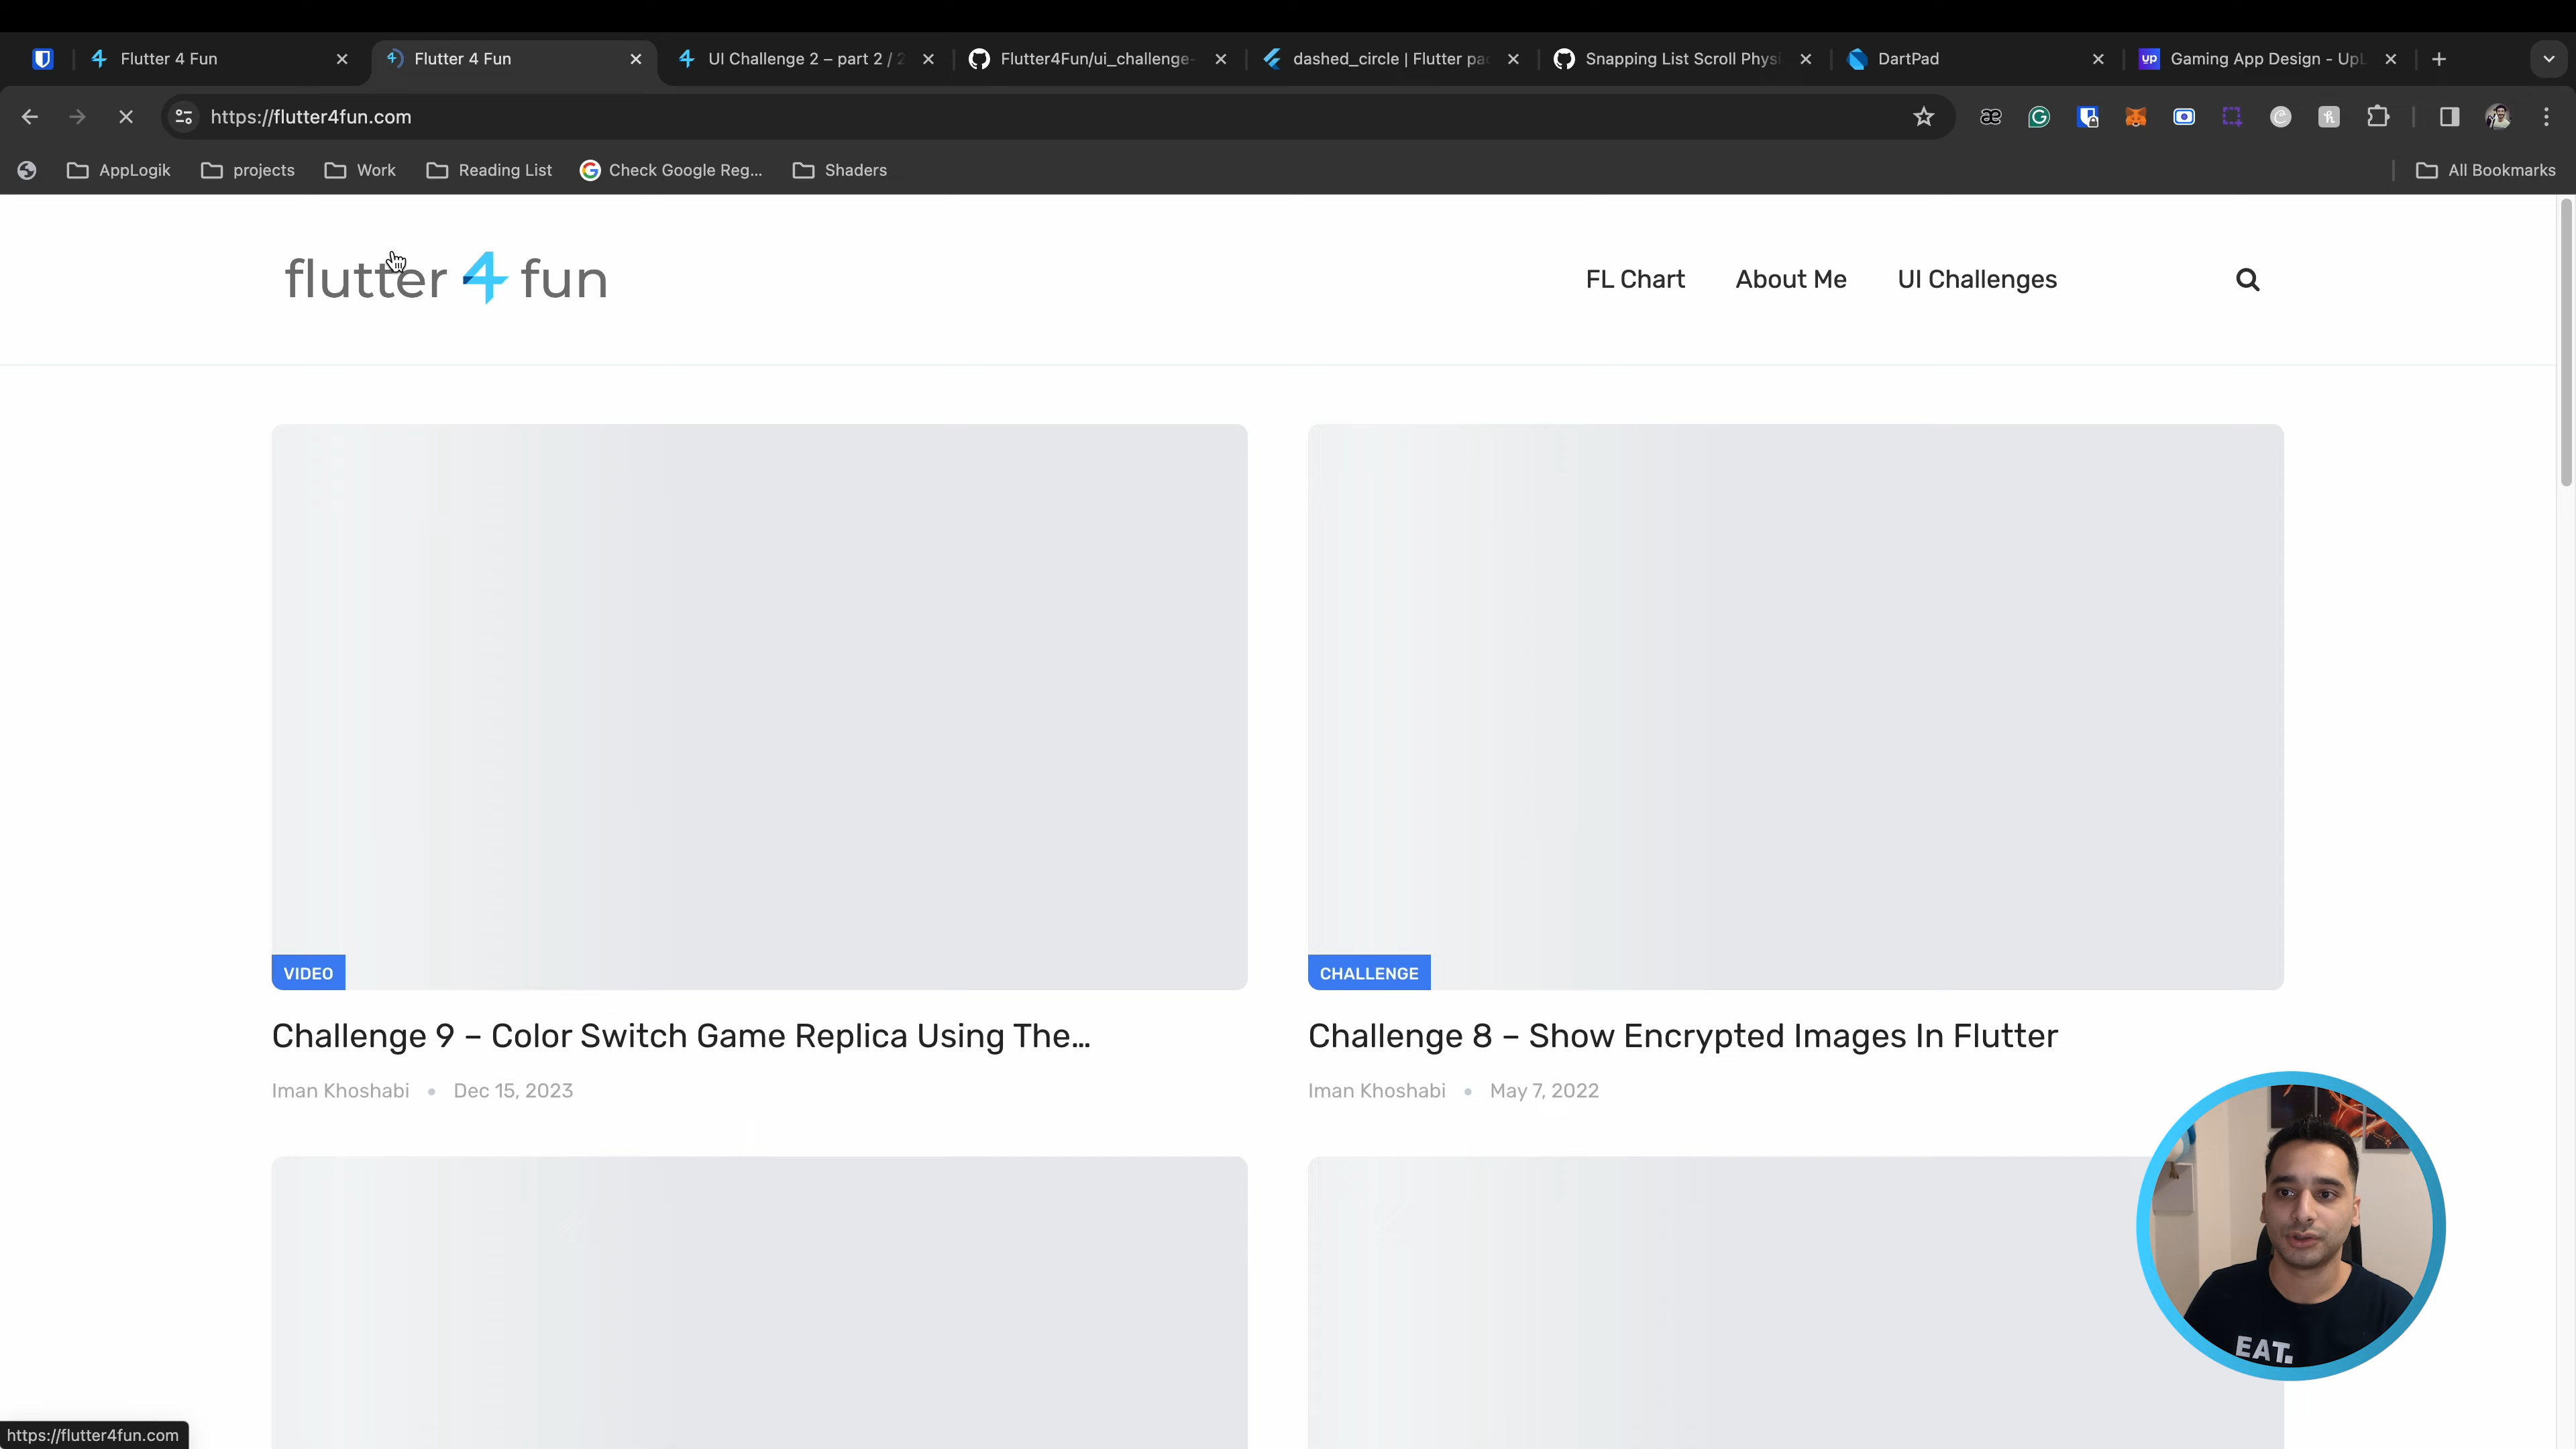 Flutter 4 Fun
Flutter 4 Fun
UI Challenge 2 – part 2 / 2
Flutter4Fun/ui_challenge-
dashed_circle | Flutter pac
Snapping List Scroll Physi
DartPad
up
Gaming App Design - UpL
https://flutter4fun.com
AppLogik
projects
Work
Reading List
Check Google Reg...
Shaders
All Bookmarks
flutter 4 fun
FL Chart
About Me
UI Challenges
VIDEO
CHALLENGE
Challenge 9 – Color Switch Game Replica Using The...
Challenge 8 – Show Encrypted Images In Flutter
Iman Khoshabi • Dec 15, 2023
Iman Khoshabi • May 7, 2022
EAT.
https://flutter4fun.com